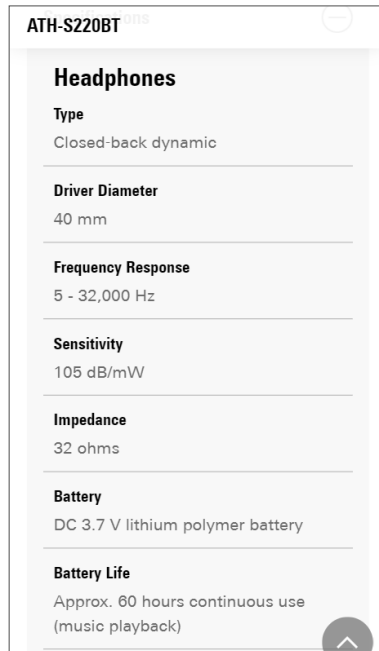 Specifications
ATH-S220BT
Headphones
Type
Closed-back dynamic
Driver Diameter
40 mm
Frequency Response
5 - 32,000 Hz
Sensitivity
105 dB/mW
Impedance
32 ohms
Battery
DC 3.7 V lithium polymer battery
Battery Life
Approx. 60 hours continuous use
(music playback)